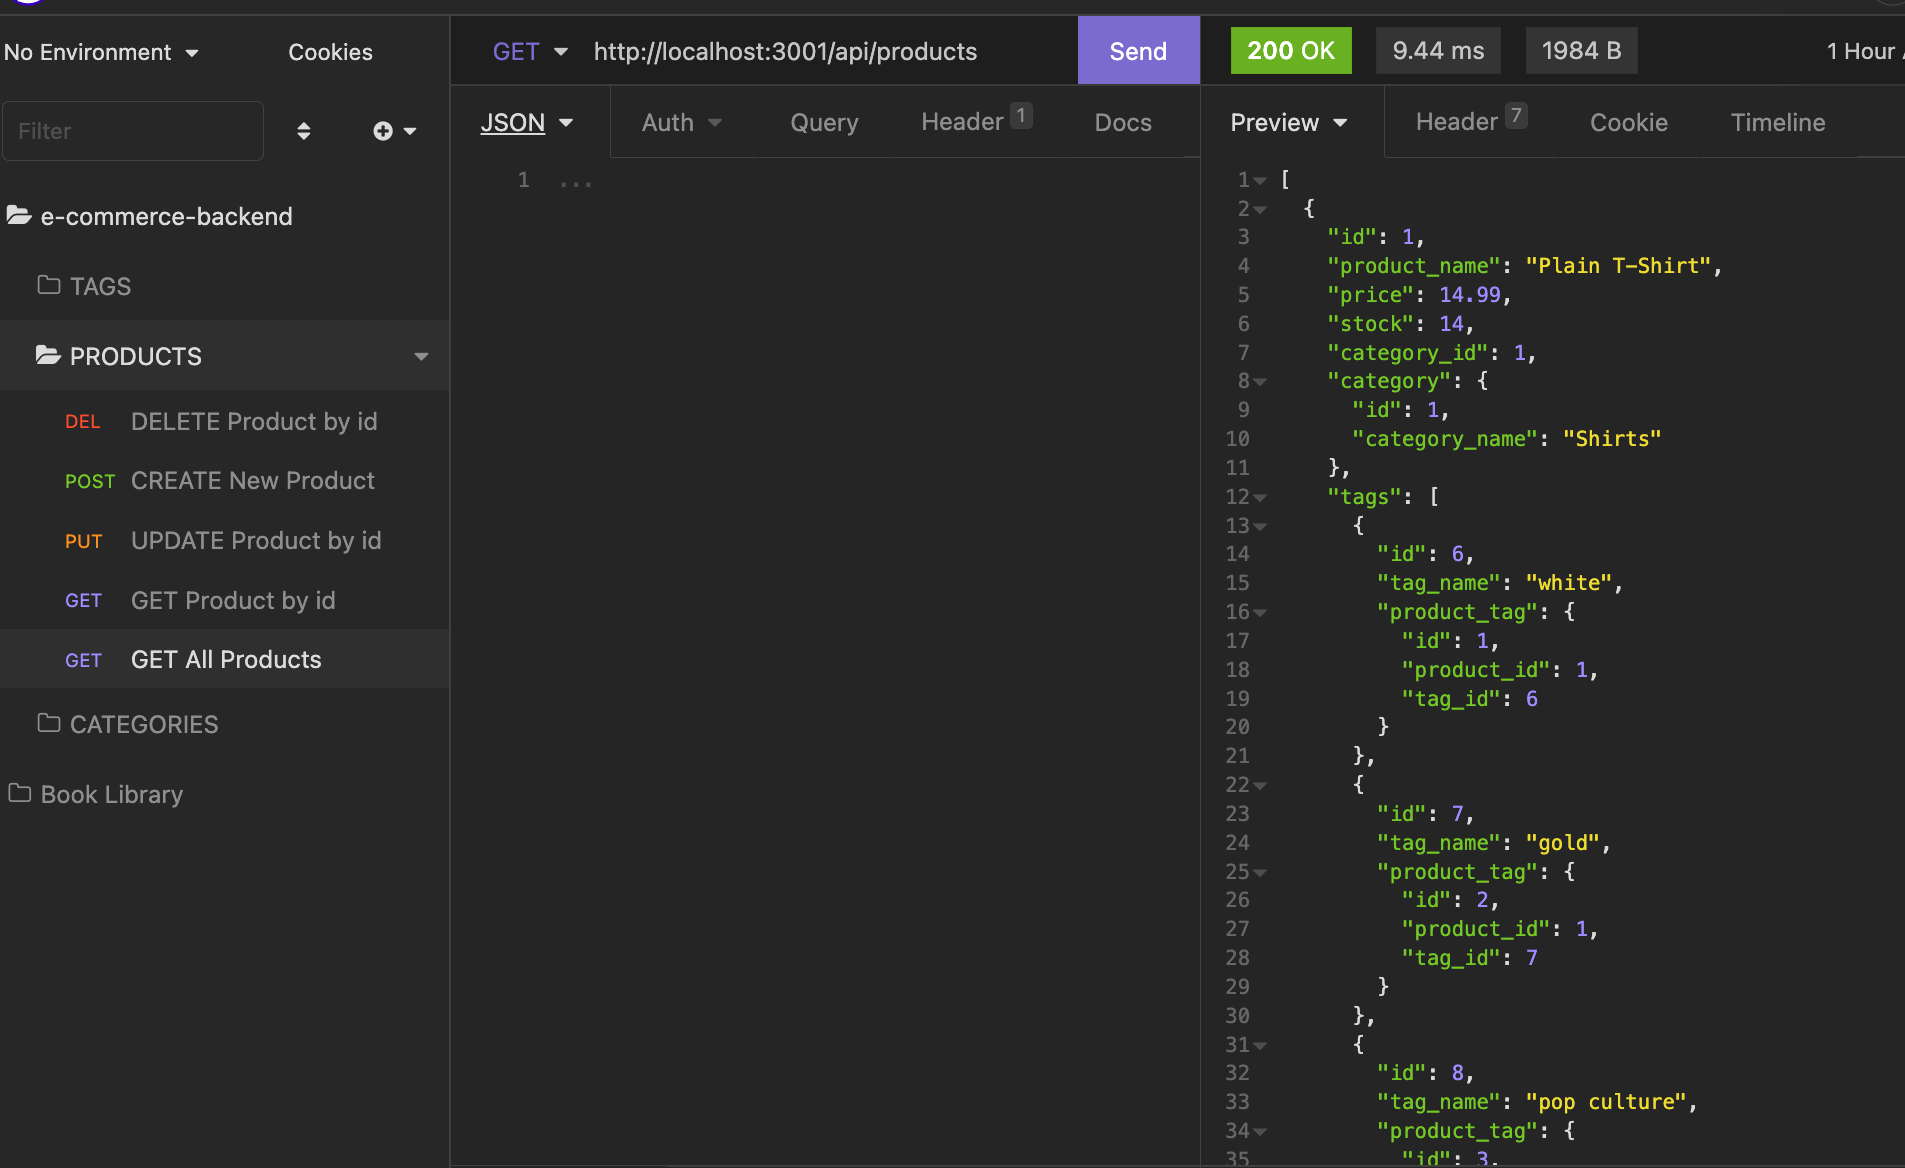 No Environment
Cookies
Filter
e-commerce-backend
TAGS
PRODUCTS
DEL DELETE Product by id
POST CREATE New Product
PUT UPDATE Product by id
GET GET Product by id
GET GET All Products
CATEGORIES
Book Library
GET http://localhost:3001/api/products Send
JSON Auth Query Header 1 Docs
1 ...
200 OK 9.44 ms 1984 B 1 Hour
Preview Header 7 Cookie Timeline
1 [
2 {
3 "id": 1,
4 "product_name": "Plain T-Shirt",
5 "price": 14.99,
6 "stock": 14,
7 "category_id": 1,
8 "category": {
9 "id": 1,
10 "category_name": "Shirts"
11 },
12 "tags": [
13 {
14 "id": 6,
15 "tag_name": "white",
16 "product_tag": {
17 "id": 1,
18 "product_id": 1,
19 "tag_id": 6
20 }
21 },
22 {
23 "id": 7,
24 "tag_name": "gold",
25 "product_tag": {
26 "id": 2,
27 "product_id": 1,
28 "tag_id": 7
29 }
30 },
31 {
32 "id": 8,
33 "tag_name": "pop culture",
34 "product_tag": {
35 "id": 3,